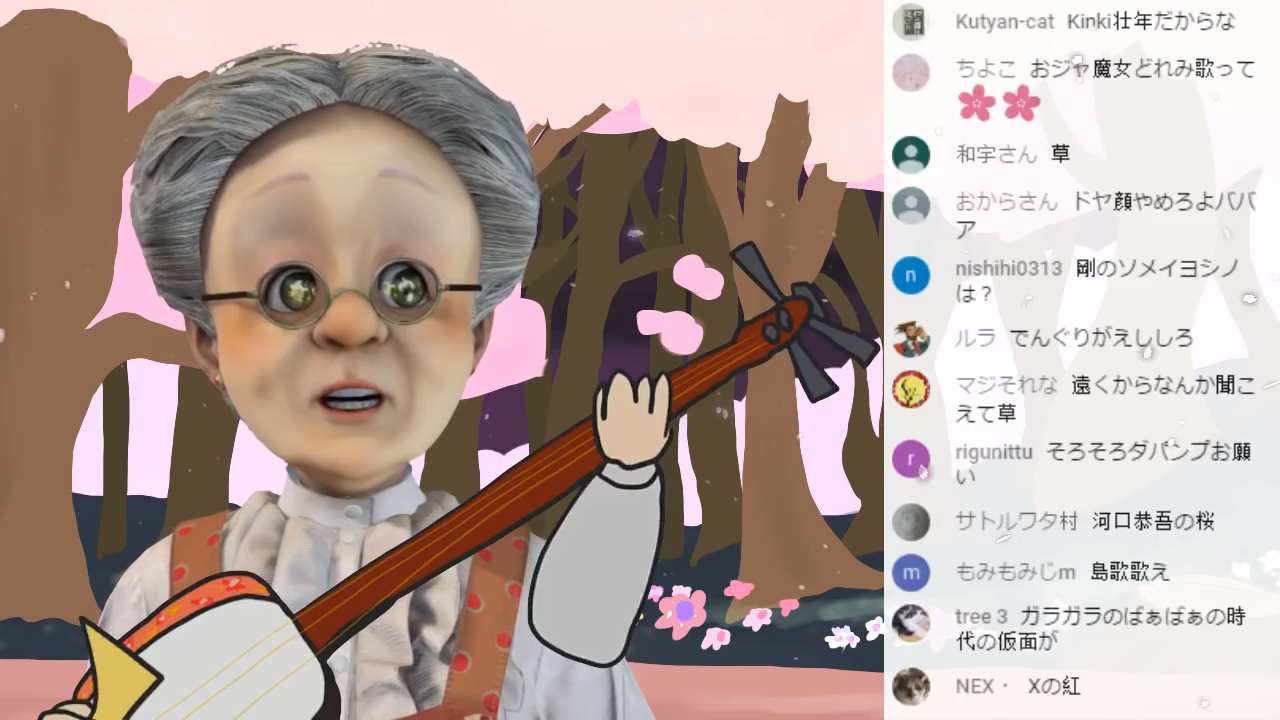 Kutyan-cat Kinki壮年だからな
ちよこ おジャ魔女どれみ歌って
和宇さん 草
おからさん ドヤ顔やめろよババ
ア
n
nishihi0313 剛のソメイヨシノ
は？
ルラ でんぐりがえししろ
マジそれな 遠くからなんか聞こ
えて草
r
rigunittu そろそろダパンプお願
い
サトルワタ村 河口恭吾の桜
m
もみもみじm 島歌歌え
tree 3 ガラガラのばぁばぁの時
代の仮面が
NEX・ Xの紅